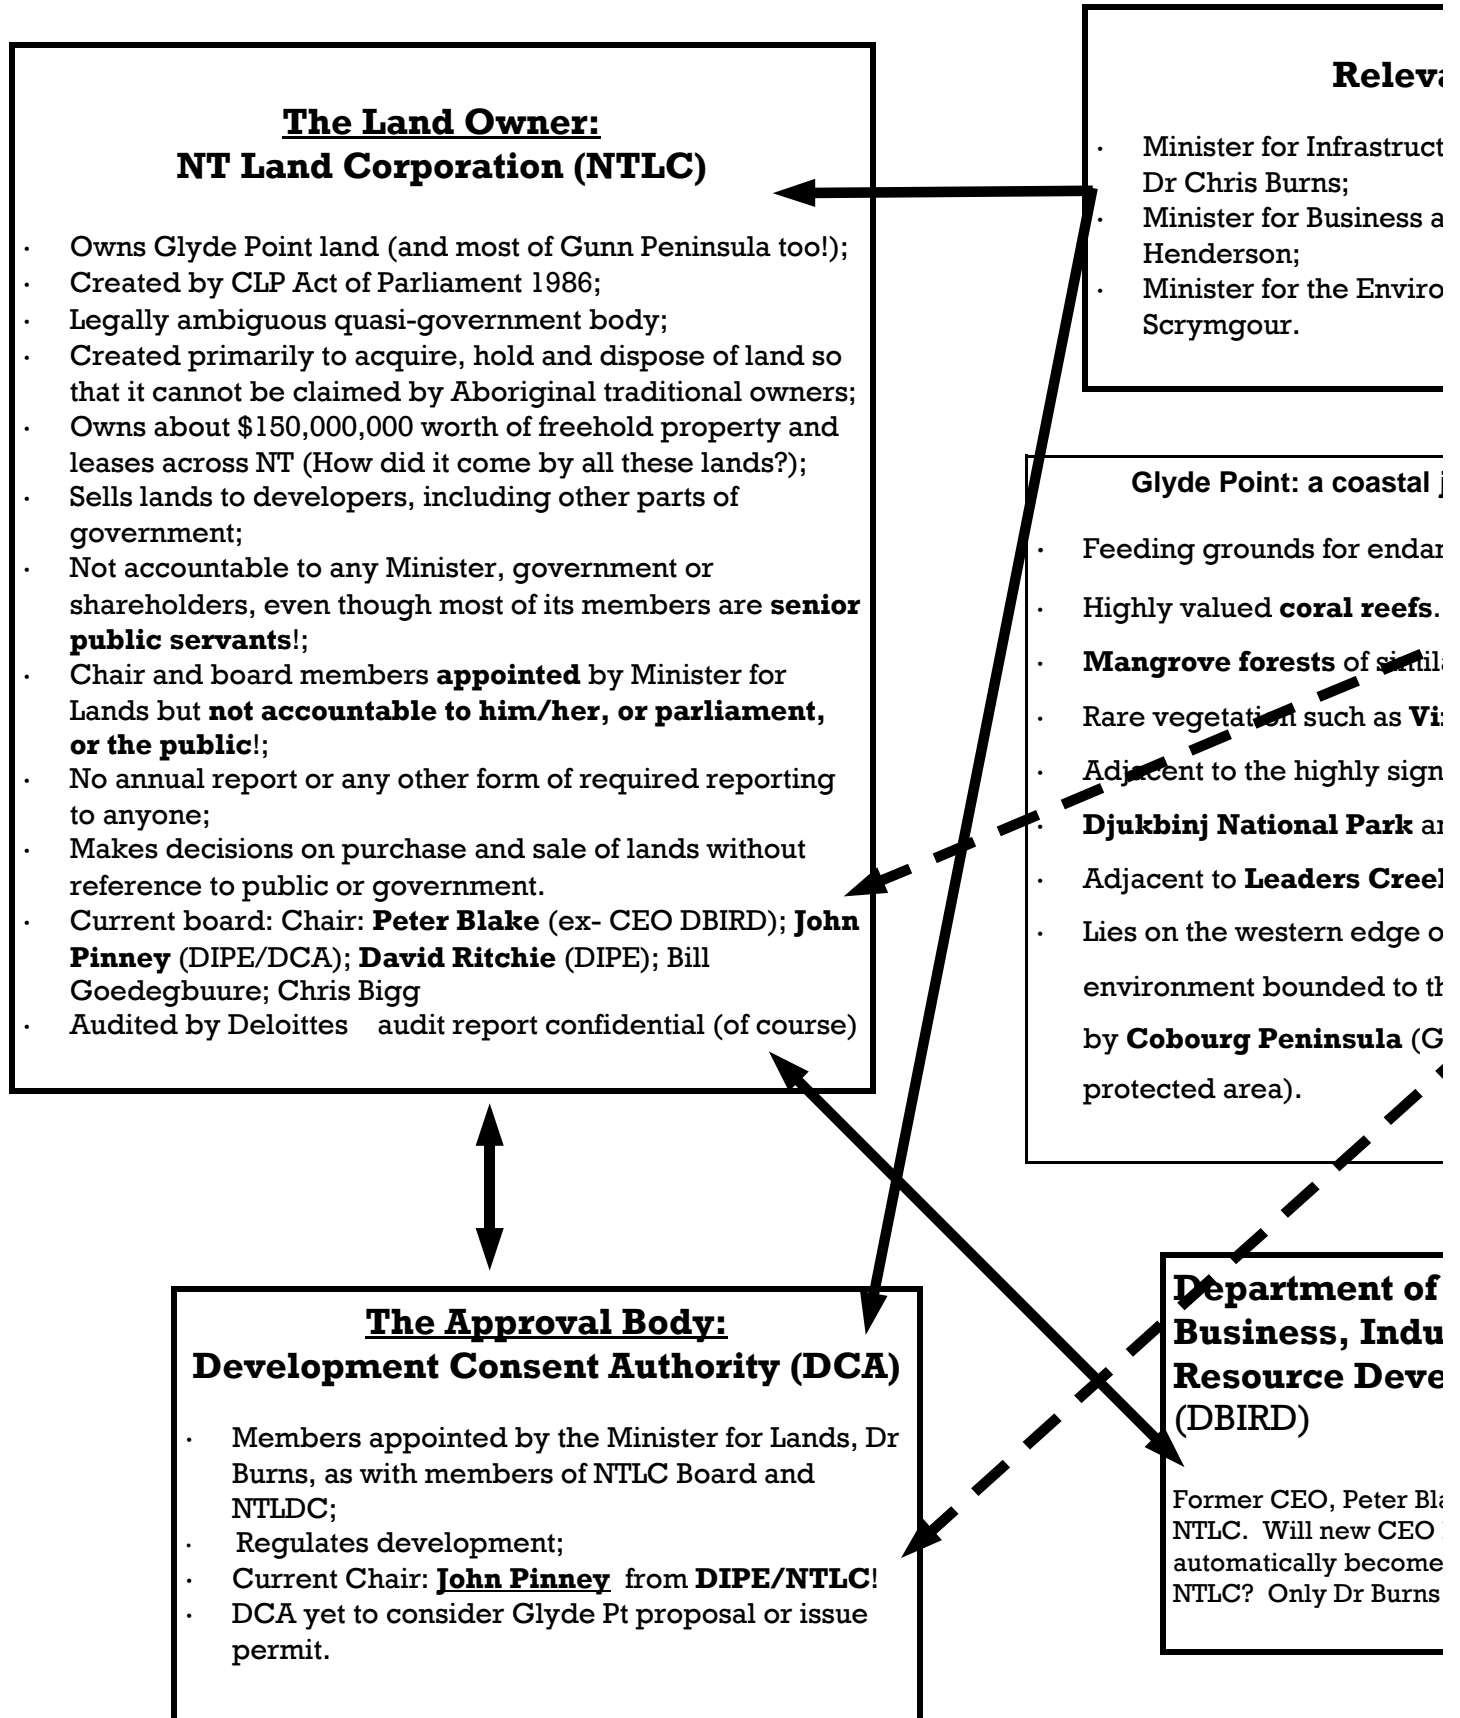 The Land Owner:
NT Land Corporation (NTLC)
· Owns Glyde Point land (and most of Gunn Peninsula too!);
· Created by CLP Act of Parliament 1986;
· Legally ambiguous quasi-government body;
· Created primarily to acquire, hold and dispose of land so
that it cannot be claimed by Aboriginal traditional owners;
· Owns about $150,000,000 worth of freehold property and
leases across NT (How did it come by all these lands?);
· Sells lands to developers, including other parts of
government;
· Not accountable to any Minister, government or
shareholders, even though most of its members are senior
public servants!;
· Chair and board members appointed by Minister for
Lands but not accountable to him/her, or parliament,
or the public!;
· No annual report or any other form of required reporting
to anyone;
· Makes decisions on purchase and sale of lands without
reference to public or government.
· Current board: Chair: Peter Blake (ex- CEO DBIRD); John
Pinney (DIPE/DCA); David Ritchie (DIPE); Bill
Goedegbuure; Chris Bigg
· Audited by Deloittes audit report confidential (of course)
Releva
· Minister for Infrastruct
Dr Chris Burns;
· Minister for Business a
Henderson;
· Minister for the Enviro
Scrymgour.
Glyde Point: a coastal j
· Feeding grounds for endar
· Highly valued coral reefs.
· Mangrove forests of simila
· Rare vegetation such as Vi
· Adjacent to the highly sign
· Djukbinj National Park ar
· Adjacent to Leaders Creel
· Lies on the western edge o
environment bounded to th
by Cobourg Peninsula (G
protected area).
The Approval Body:
Development Consent Authority (DCA)
· Members appointed by the Minister for Lands, Dr
Burns, as with members of NTLC Board and
NTLDC;
· Regulates development;
· Current Chair: John Pinney from DIPE/NTLC!
· DCA yet to consider Glyde Pt proposal or issue
permit.
Department of
Business, Indu
Resource Deve
(DBIRD)
Former CEO, Peter Bla
NTLC. Will new CEO
automatically become
NTLC? Only Dr Burns